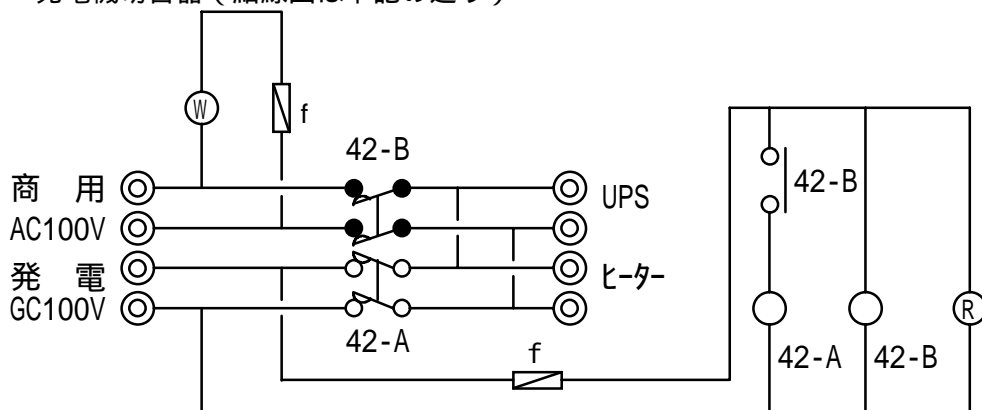 発電機切替器（結線図は下記の通り）
W
f
42-B
商　用
AC100V
UPS
42-B
発　電
GC100V
ヒーター
R
42-A
42-A
42-B
f